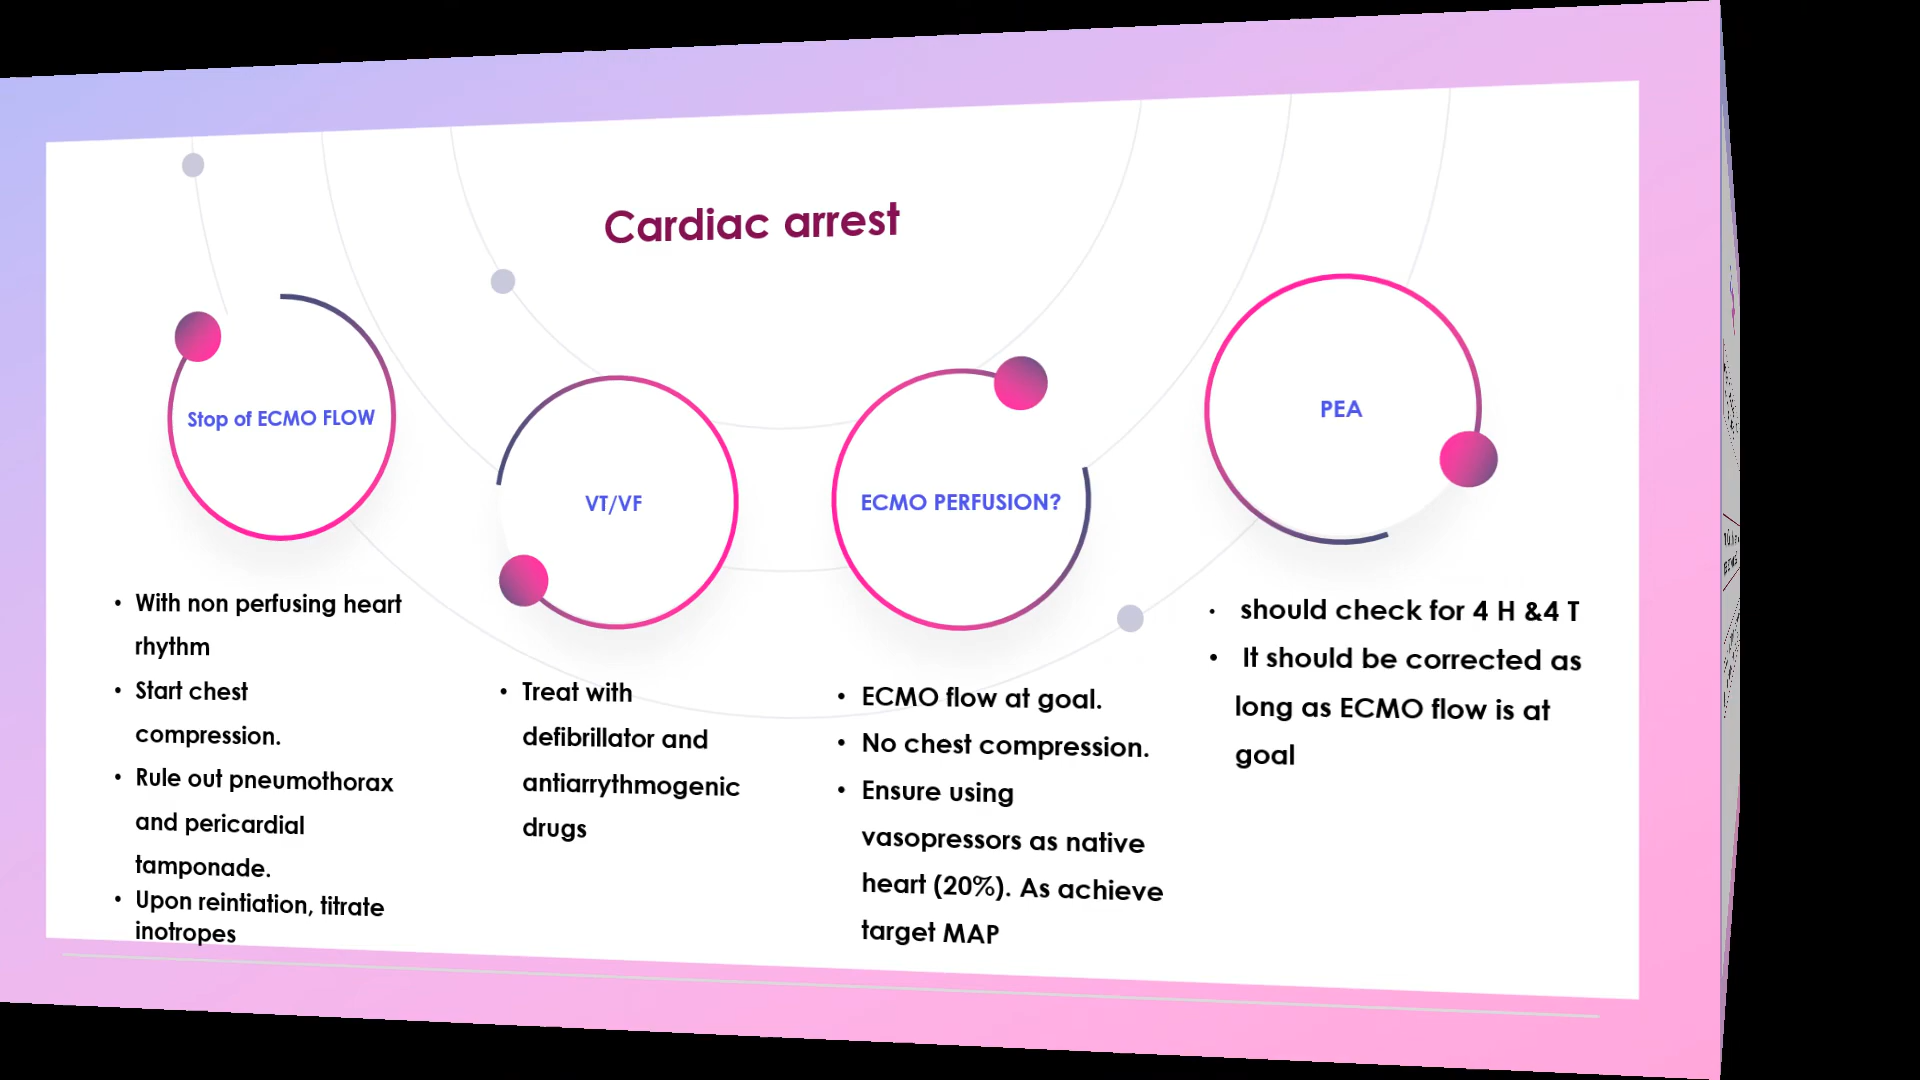 Cardiac arrest
Stop of ECMO FLOW
• With non perfusing heart
rhythm
• Start chest
compression.
• Rule out pneumothorax
and pericardial
tamponade.
• Upon reintiation, titrate
inotropes
VT/VF
• Treat with
defibrillator and
antiarrythmogenic
drugs
ECMO PERFUSION?
• ECMO flow at goal.
• No chest compression.
• Ensure using
vasopressors as native
heart (20%). As achieve
target MAP
PEA
• should check for 4 H &4 T
• It should be corrected as
long as ECMO flow is at
goal